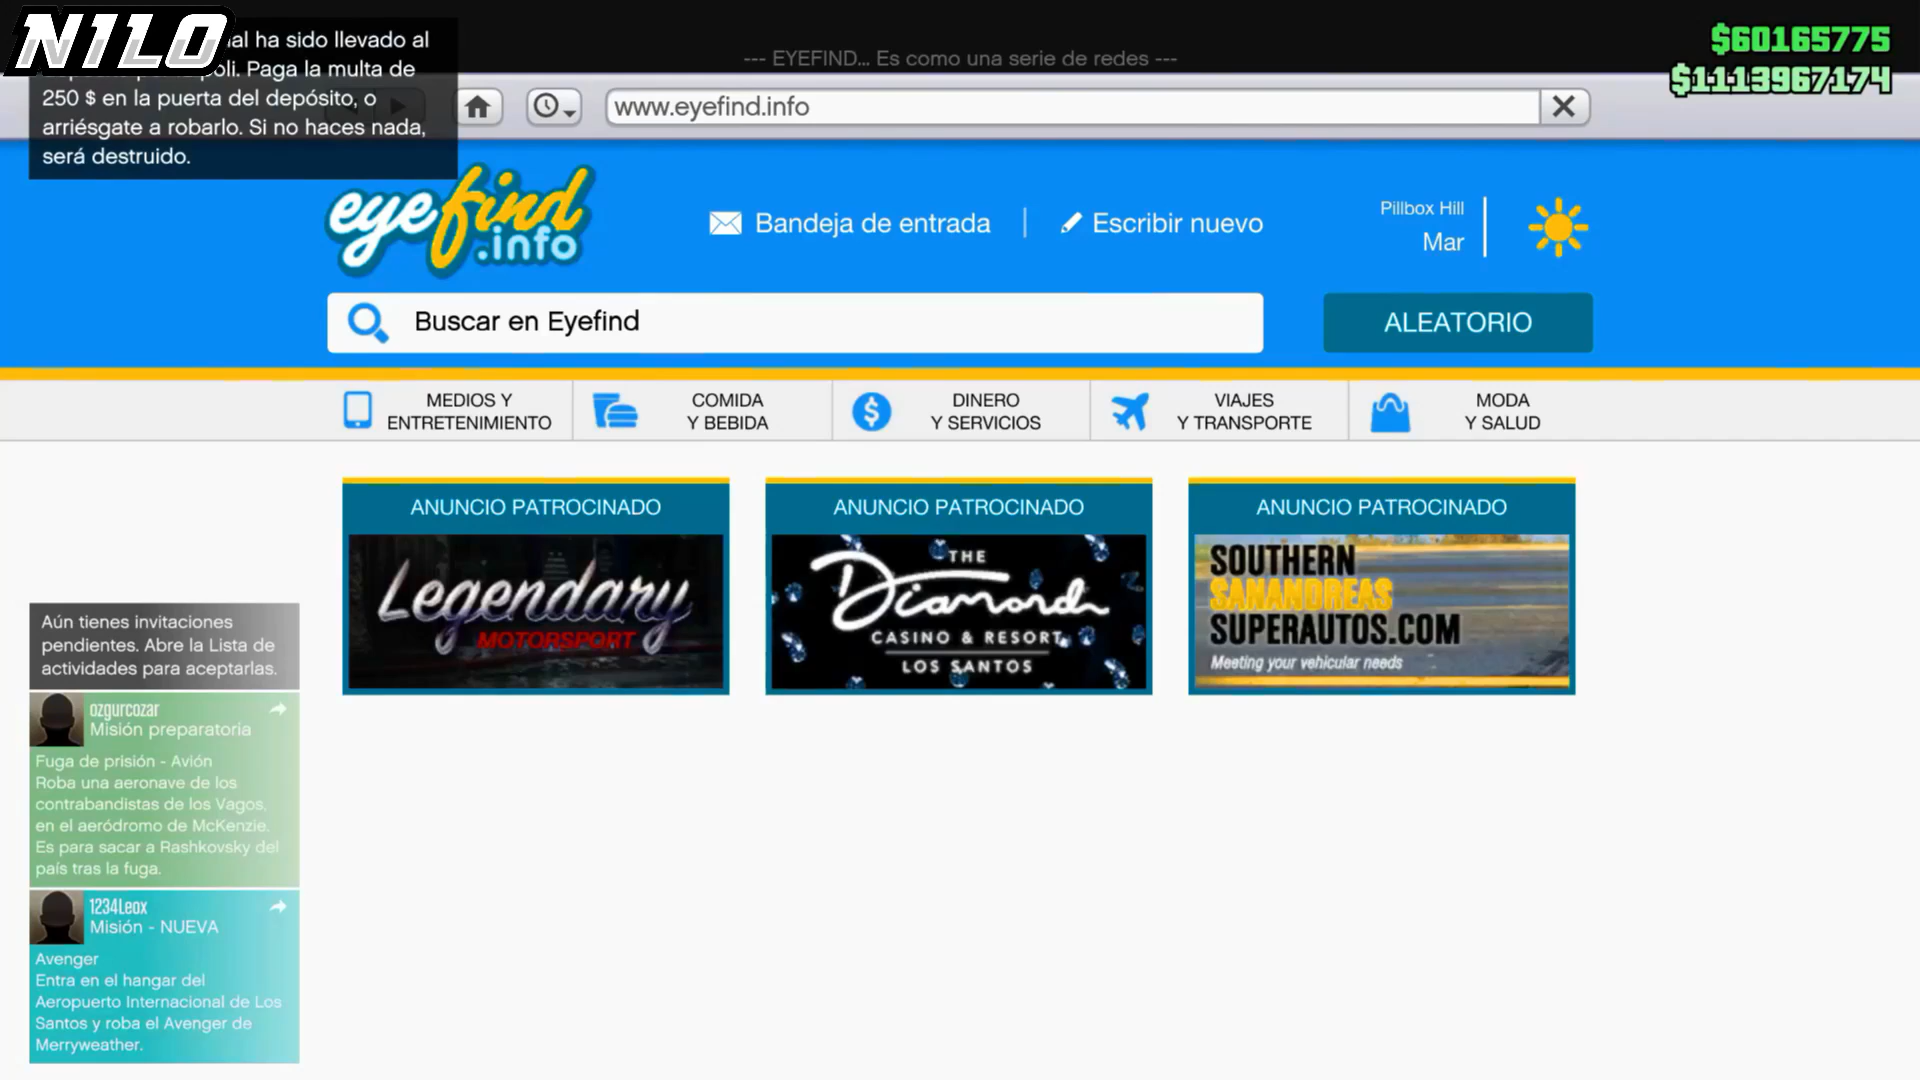 N1LO
al ha sido llevado al
poli. Paga la multa de
250 $ en la puerta del depósito, o
arriésgate a robarlo. Si no haces nada,
será destruido.
--- EYEFIND... Es como una serie de redes ---
$60165775
$1113967174
www.eyefind.info
eyefind
.info
Bandeja de entrada
Escribir nuevo
Pillbox Hill
Mar
Buscar en Eyefind
ALEATORIO
MEDIOS Y
ENTRETENIMIENTO
COMIDA
Y BEBIDA
DINERO
Y SERVICIOS
VIAJES
Y TRANSPORTE
MODA
Y SALUD
ANUNCIO PATROCINADO
Legendary
MOTORSPORT
ANUNCIO PATROCINADO
THE
Diamond
CASINO & RESORT
LOS SANTOS
ANUNCIO PATROCINADO
SOUTHERN
SANANDREAS
SUPERAUTOS.COM
Meeting your vehicular needs
Aún tienes invitaciones
pendientes. Abre la Lista de
actividades para aceptarlas.
ozgurcozar
Misión preparatoria
Fuga de prisión - Avión
Roba una aeronave de los
contrabandistas de los Vagos,
en el aeródromo de McKenzie.
Es para sacar a Rashkovsky del
país tras la fuga.
1234Leox
Misión - NUEVA
Avenger
Entra en el hangar del
Aeropuerto Internacional de Los
Santos y roba el Avenger de
Merryweather.